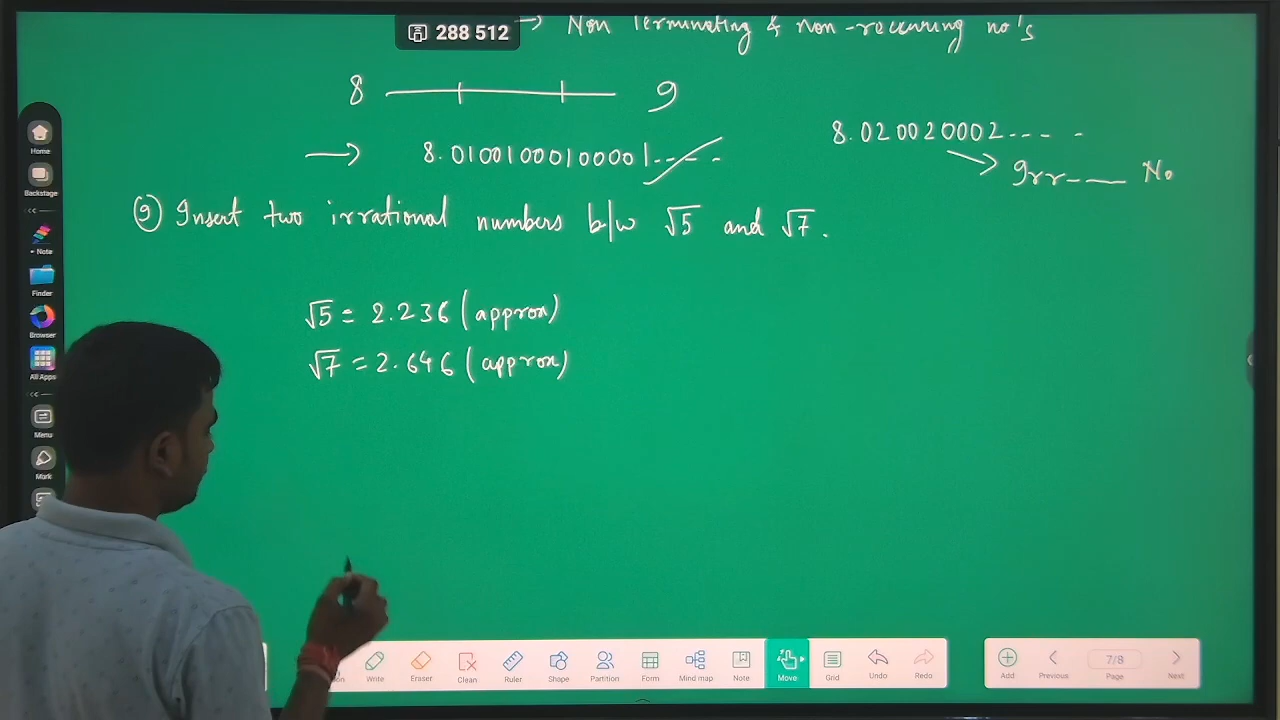 288 512
→ Non Terminating & non-recurring no's
8 9
→ 8.01001000100001....
8.020020002.... -
→ Irr---- No
9) Insert two irrational numbers b/w √5 and √7.
√5 = 2.236 (approx)
√7 = 2.646 (approx)
Home
Backstage
Note
Finder
Browser
All Apps
Menu
Mark
Write
Eraser
Clean
Ruler
Shape
Partition
Form
Mind map
Note
Move
Grid
Undo
Redo
Add
Previous
7/8
Page
Next